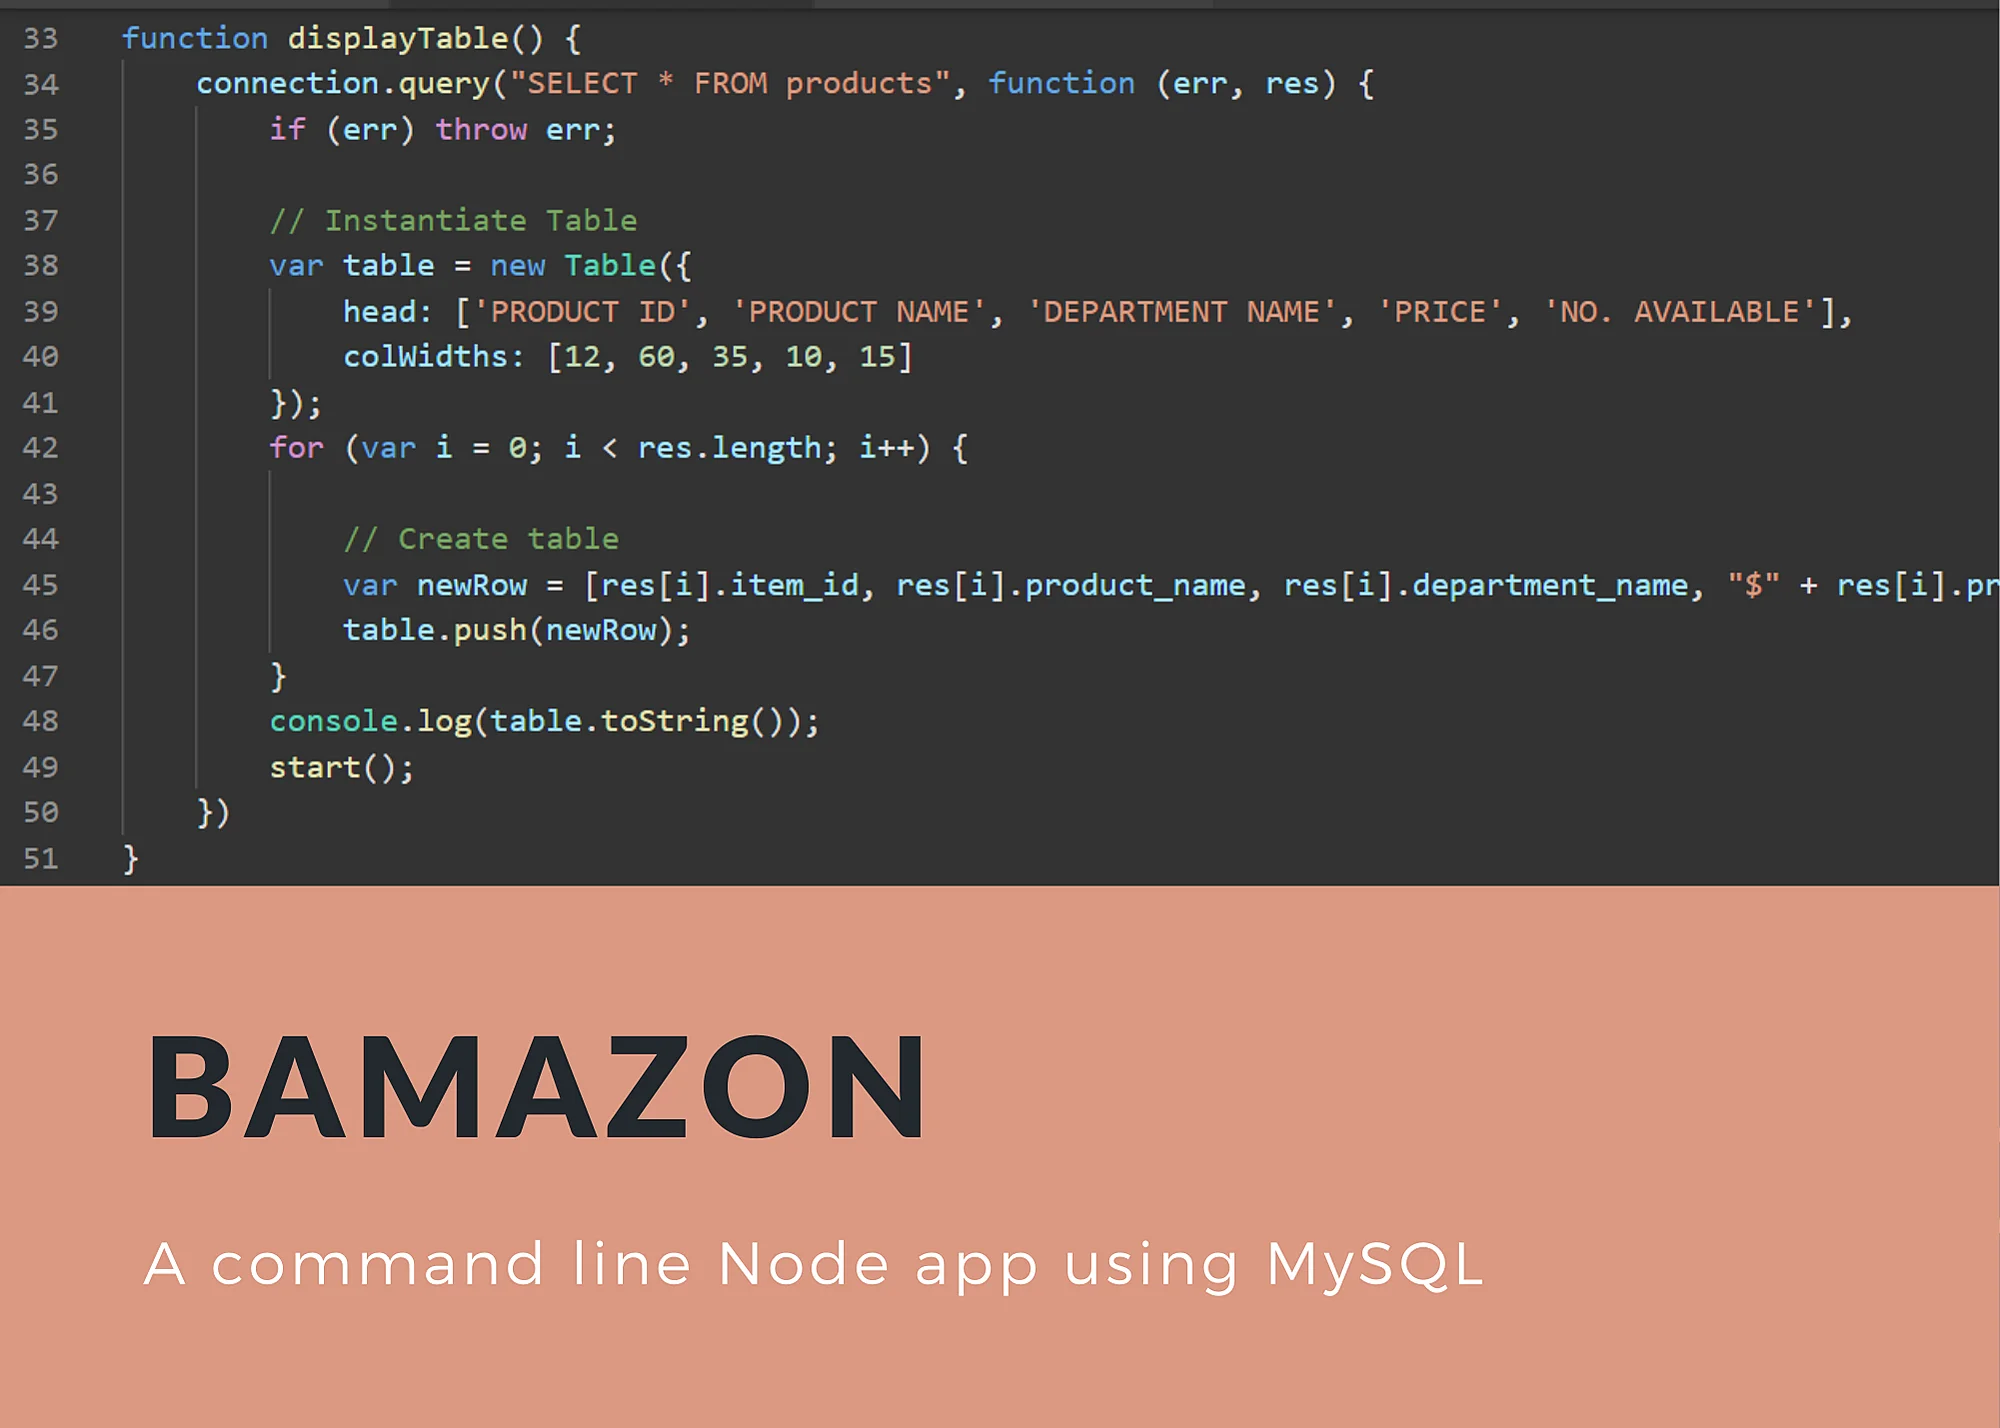 33 function displayTable() {
34 connection.query("SELECT * FROM products", function (err, res) {
35 if (err) throw err;
36
37 // Instantiate Table
38 var table = new Table({
39 head: ['PRODUCT ID', 'PRODUCT NAME', 'DEPARTMENT NAME', 'PRICE', 'NO. AVAILABLE'],
40 colWidths: [12, 60, 35, 10, 15]
41 });
42 for (var i = 0; i < res.length; i++) {
43
44 // Create table
45 var newRow = [res[i].item_id, res[i].product_name, res[i].department_name, "$" + res[i].pr
46 table.push(newRow);
47 }
48 console.log(table.toString());
49 start();
50 })
51 }
BAMAZON
A command line Node app using MySQL